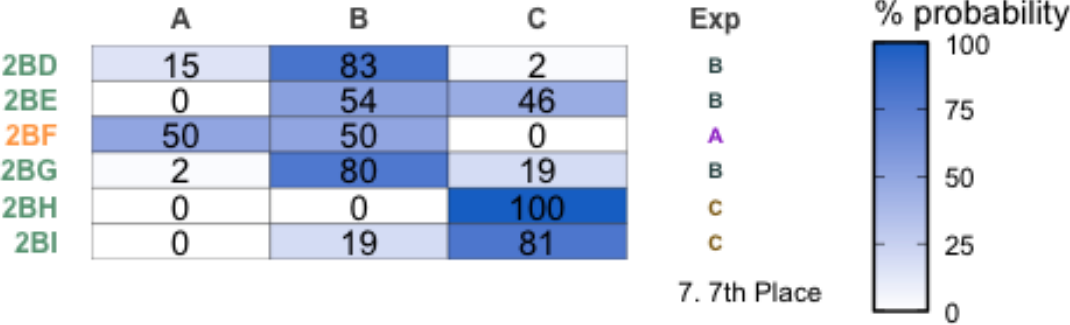 A B C Exp % probability
2BD 15 83 2 B 100
2BE 0 54 46 B 75
2BF 50 50 0 A
2BG 2 80 19 B 50
2BH 0 0 100 C
2BI 0 19 81 C 25
7. 7th Place 0